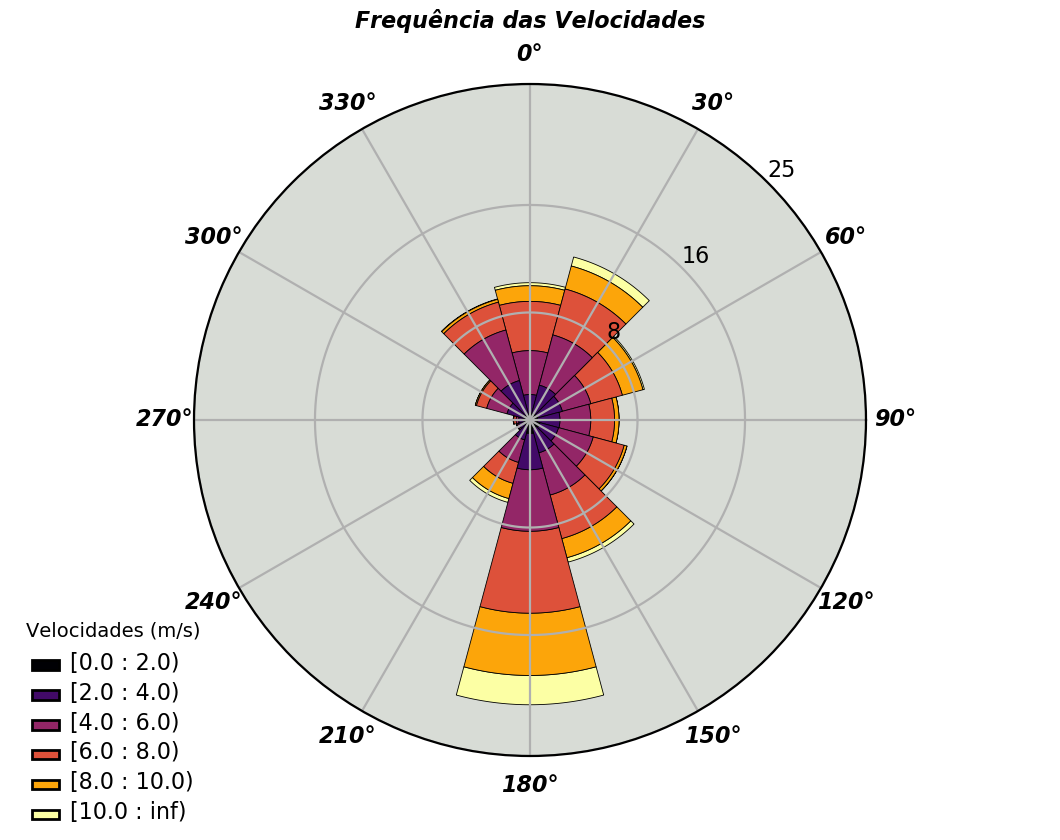 Frequência das Velocidades
0°
330°
30°
25
300°
60°
16
8
270°
90°
240°
120°
210°
150°
180°
Velocidades (m/s)
[0.0 : 2.0)
[2.0 : 4.0)
[4.0 : 6.0)
[6.0 : 8.0)
[8.0 : 10.0)
[10.0 : inf)